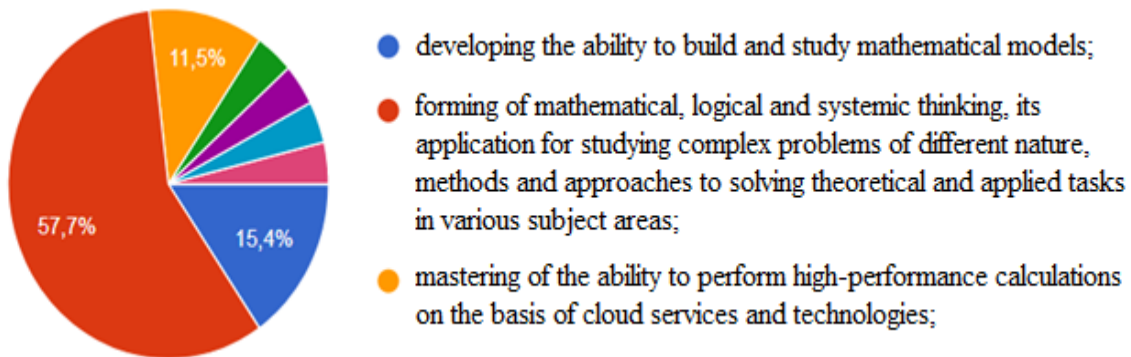 11,5%
57,7%
15,4%
developing the ability to build and study mathematical models;
forming of mathematical, logical and systemic thinking, its
application for studying complex problems of different nature,
methods and approaches to solving theoretical and applied tasks
in various subject areas;
mastering of the ability to perform high-performance calculations
on the basis of cloud services and technologies;